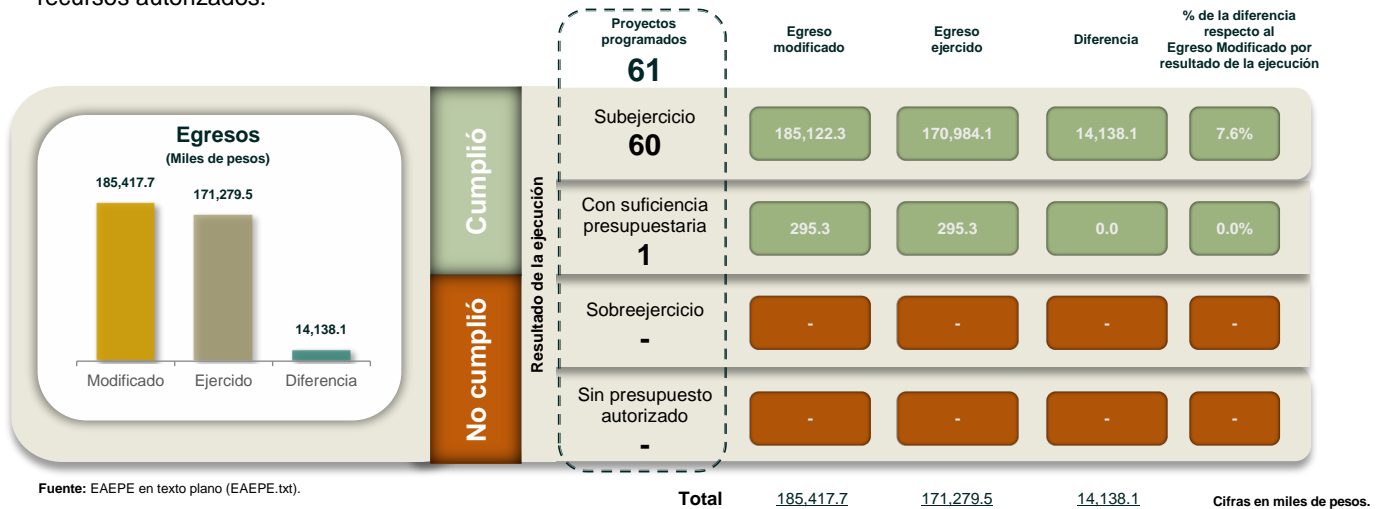 recursos autorizados.
Proyectos
programados
61
Egreso
modificado
Egreso
ejercido
Diferencia
% de la diferencia
respecto al
Egreso Modificado por
resultado de la ejecución
Egresos
(Miles de pesos)
185,417.7
171,279.5
14,138.1
Modificado
Ejercido
Diferencia
Cumplió
No cumplió
Resultado de la ejecución
Subejercicio
60
185,122.3
170,984.1
14,138.1
7.6%
Con suficiencia
presupuestaria
1
295.3
295.3
0.0
0.0%
Sobreejercicio
-
-
-
-
-
Sin presupuesto
autorizado
-
-
-
-
-
Fuente: EAEPE en texto plano (EAEPE.txt).
Total 185,417.7 171,279.5 14,138.1 Cifras en miles de pesos.